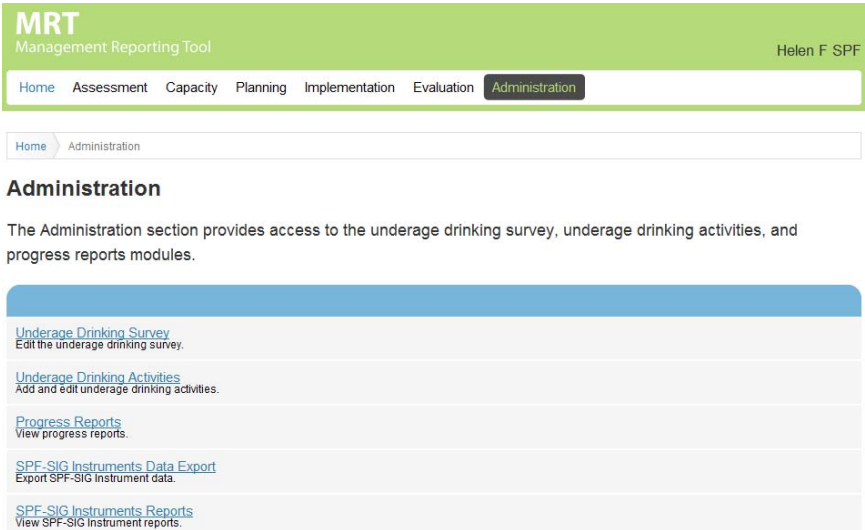 MRT
Management Reporting Tool
Helen F SPF
Home Assessment Capacity Planning Implementation Evaluation Administration
Home Administration
Administration
The Administration section provides access to the underage drinking survey, underage drinking activities, and
progress reports modules.
Underage Drinking Survey
Edit the underage drinking survey.
Underage Drinking Activities
Add and edit underage drinking activities.
Progress Reports
View progress reports.
SPF-SIG Instruments Data Export
Export SPF-SIG Instrument data.
SPF-SIG Instruments Reports
View SPF-SIG Instrument reports.